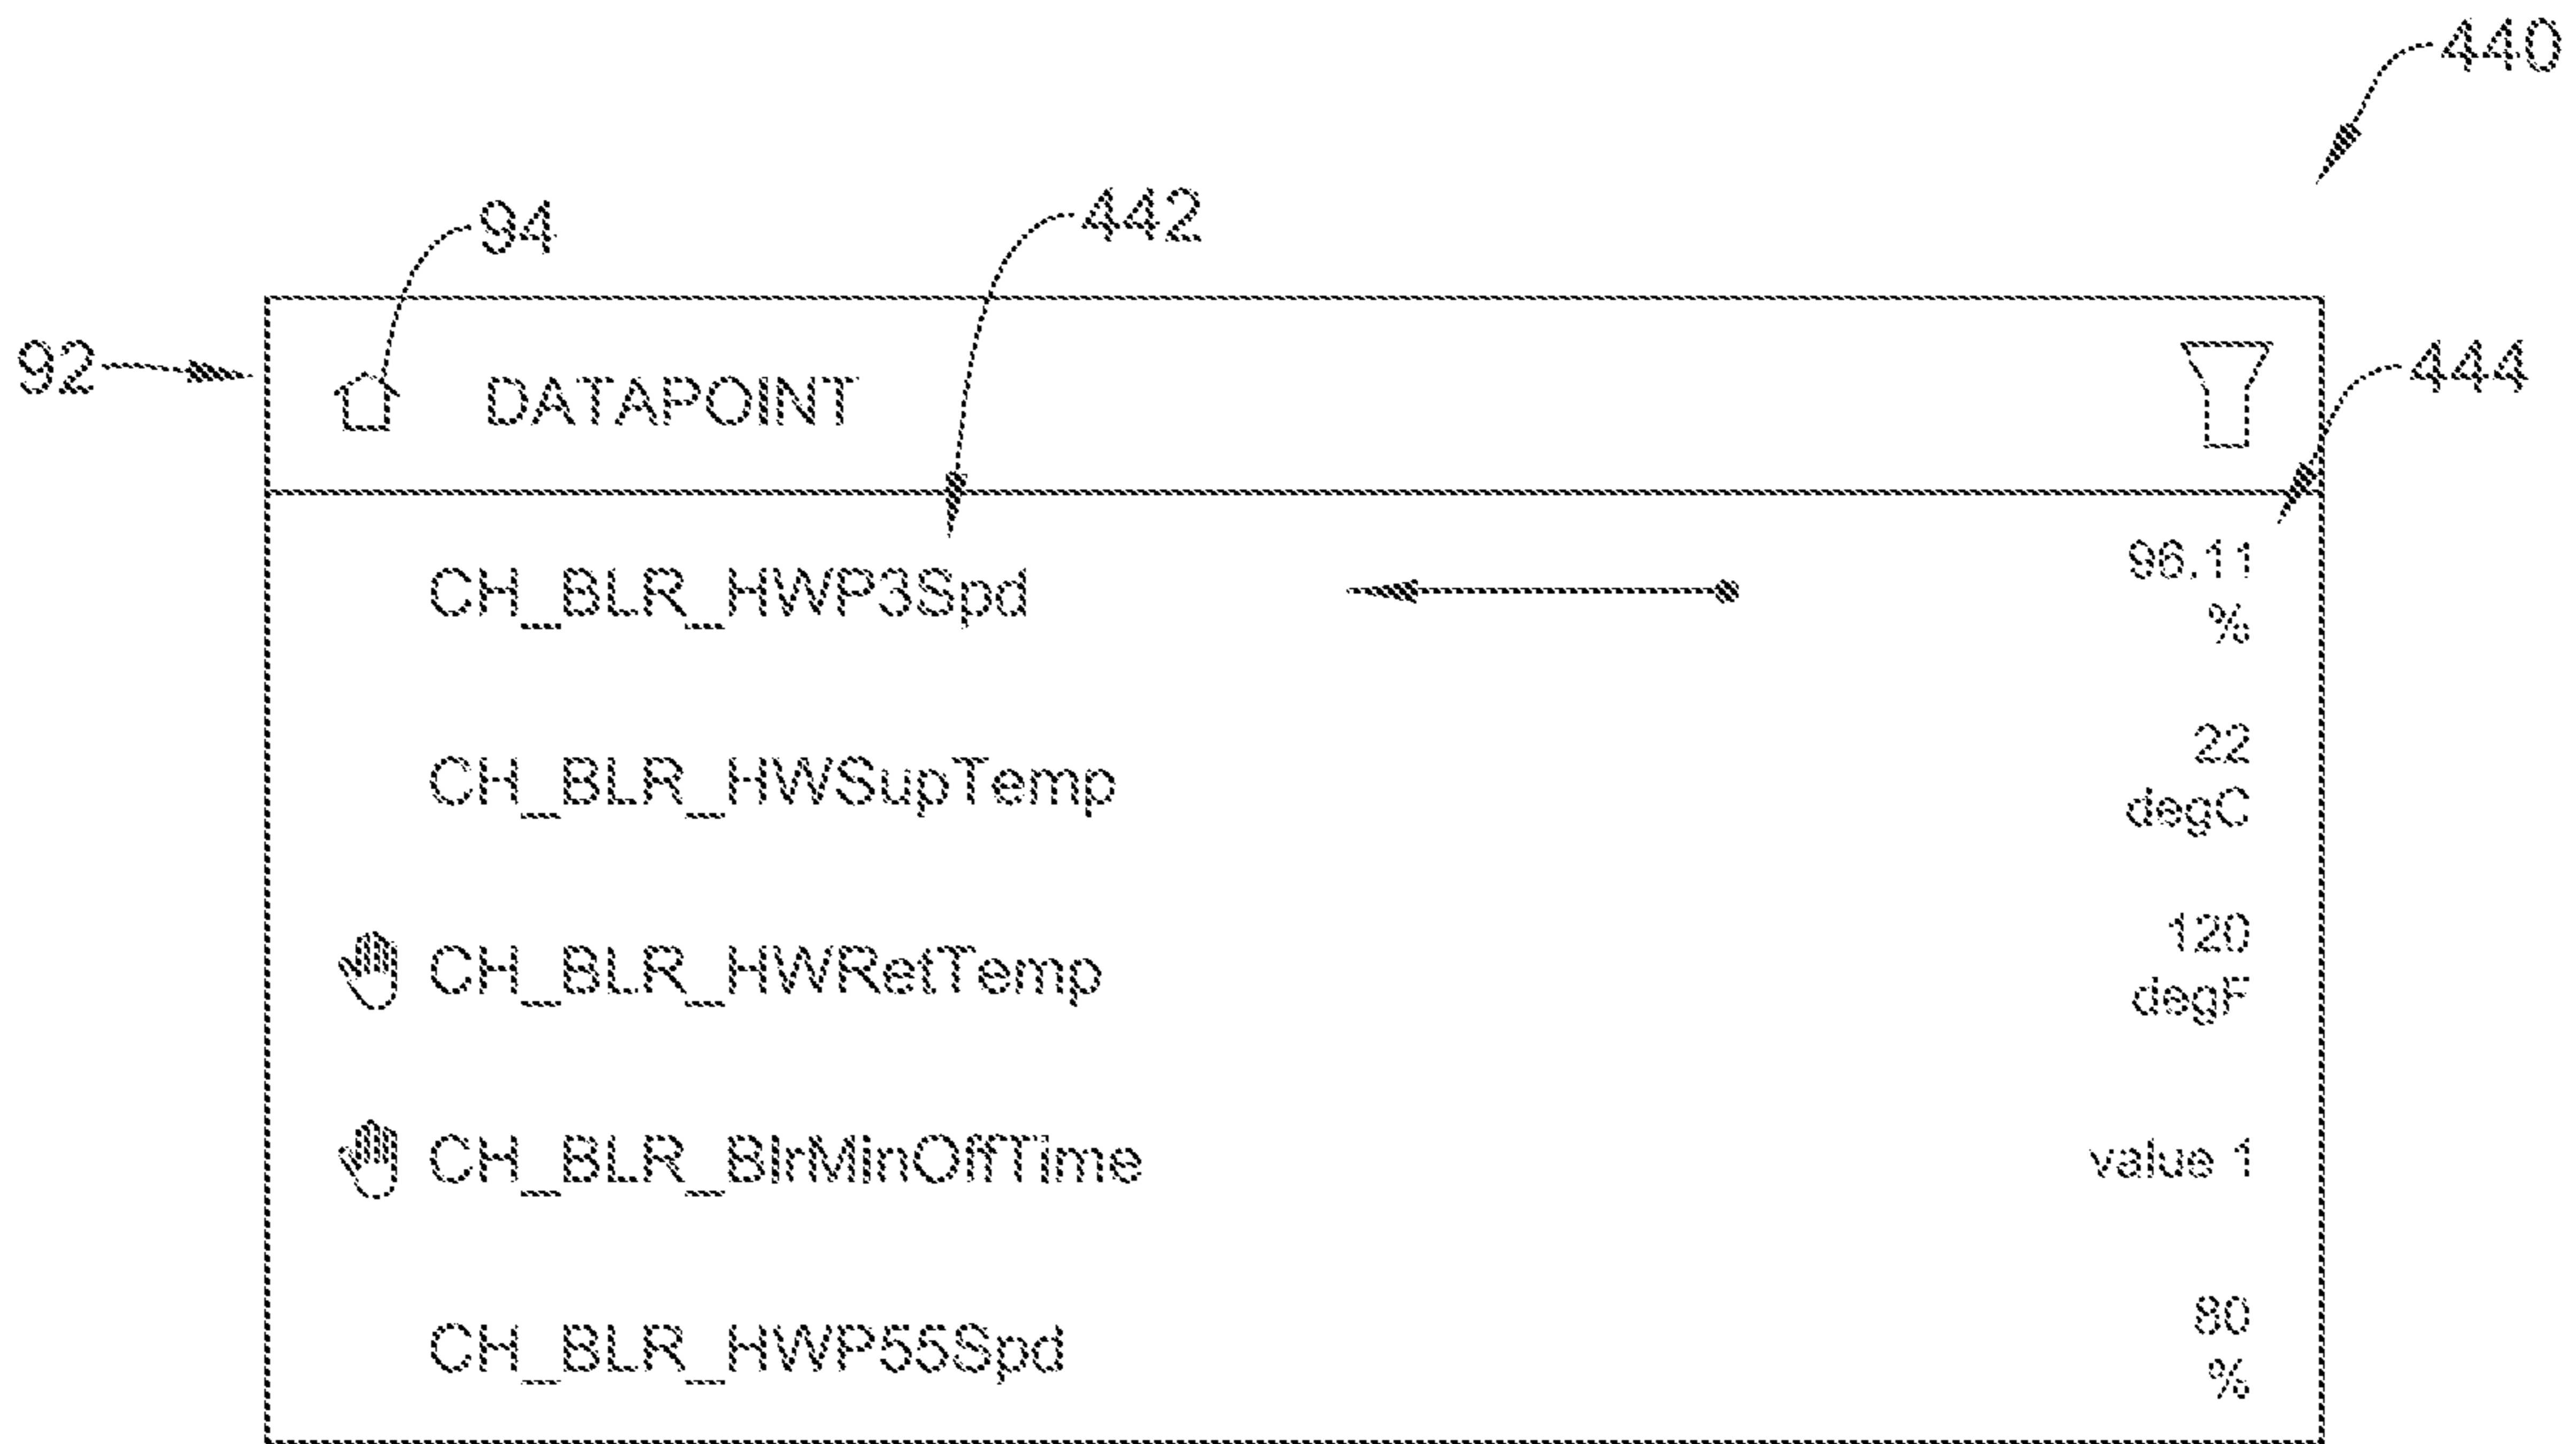 440
94
442
92
DATAPOINT
444
CH_BLR_HWP3Spd
96.11
%
CH_BLR_HWSupTemp
22
degC
CH_BLR_HWRetTemp
120
degF
CH_BLR_BlrMinOffTime
value 1
CH_BLR_HWP55Spd
80
%